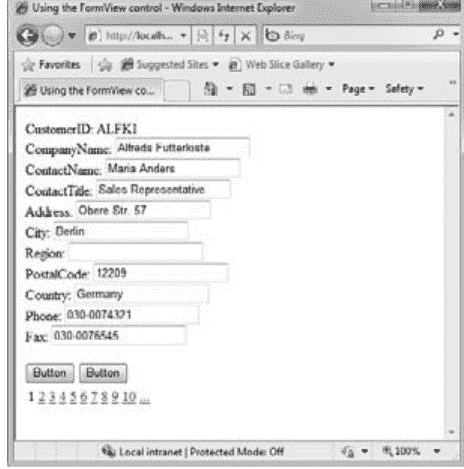 Using the FormView control - Windows Internet Explorer
http://localh...
Bing
Favorites
Suggested Sites
Web Slice Gallery
Using the FormView co...
Page
Safety
CustomerID: ALFKI
CompanyName: Alfreds Futterkiste
ContactName: Maria Anders
ContactTitle: Sales Representative
Address: Obere Str. 57
City: Berlin
Region:
PostalCode: 12209
Country: Germany
Phone: 030-0074321
Fax: 030-0076545
Button Button
1 2 3 4 5 6 7 8 9 10 ...
Local intranet | Protected Mode: Off
100%